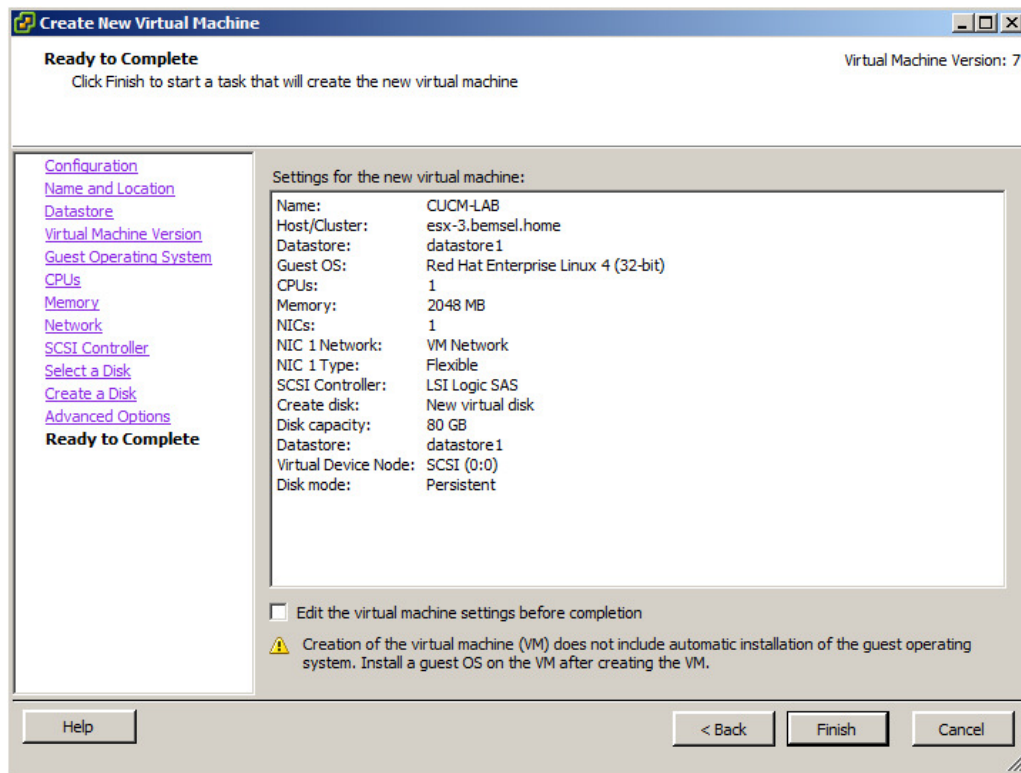 Create New Virtual Machine
Ready to Complete
Click Finish to start a task that will create the new virtual machine
Virtual Machine Version: 7
Configuration
Name and Location
Datastore
Virtual Machine Version
Guest Operating System
CPUs
Memory
Network
SCSI Controller
Select a Disk
Create a Disk
Advanced Options
Ready to Complete
Settings for the new virtual machine:
Name: CUCM-LAB
Host/Cluster: esx-3.bemsel.home
Datastore: datastore1
Guest OS: Red Hat Enterprise Linux 4 (32-bit)
CPUs: 1
Memory: 2048 MB
NICs: 1
NIC 1 Network: VM Network
NIC 1 Type: Flexible
SCSI Controller: LSI Logic SAS
Create disk: New virtual disk
Disk capacity: 80 GB
Datastore: datastore1
Virtual Device Node: SCSI (0:0)
Disk mode: Persistent
Edit the virtual machine settings before completion
Creation of the virtual machine (VM) does not include automatic installation of the guest operating
system. Install a guest OS on the VM after creating the VM.
Help
< Back
Finish
Cancel